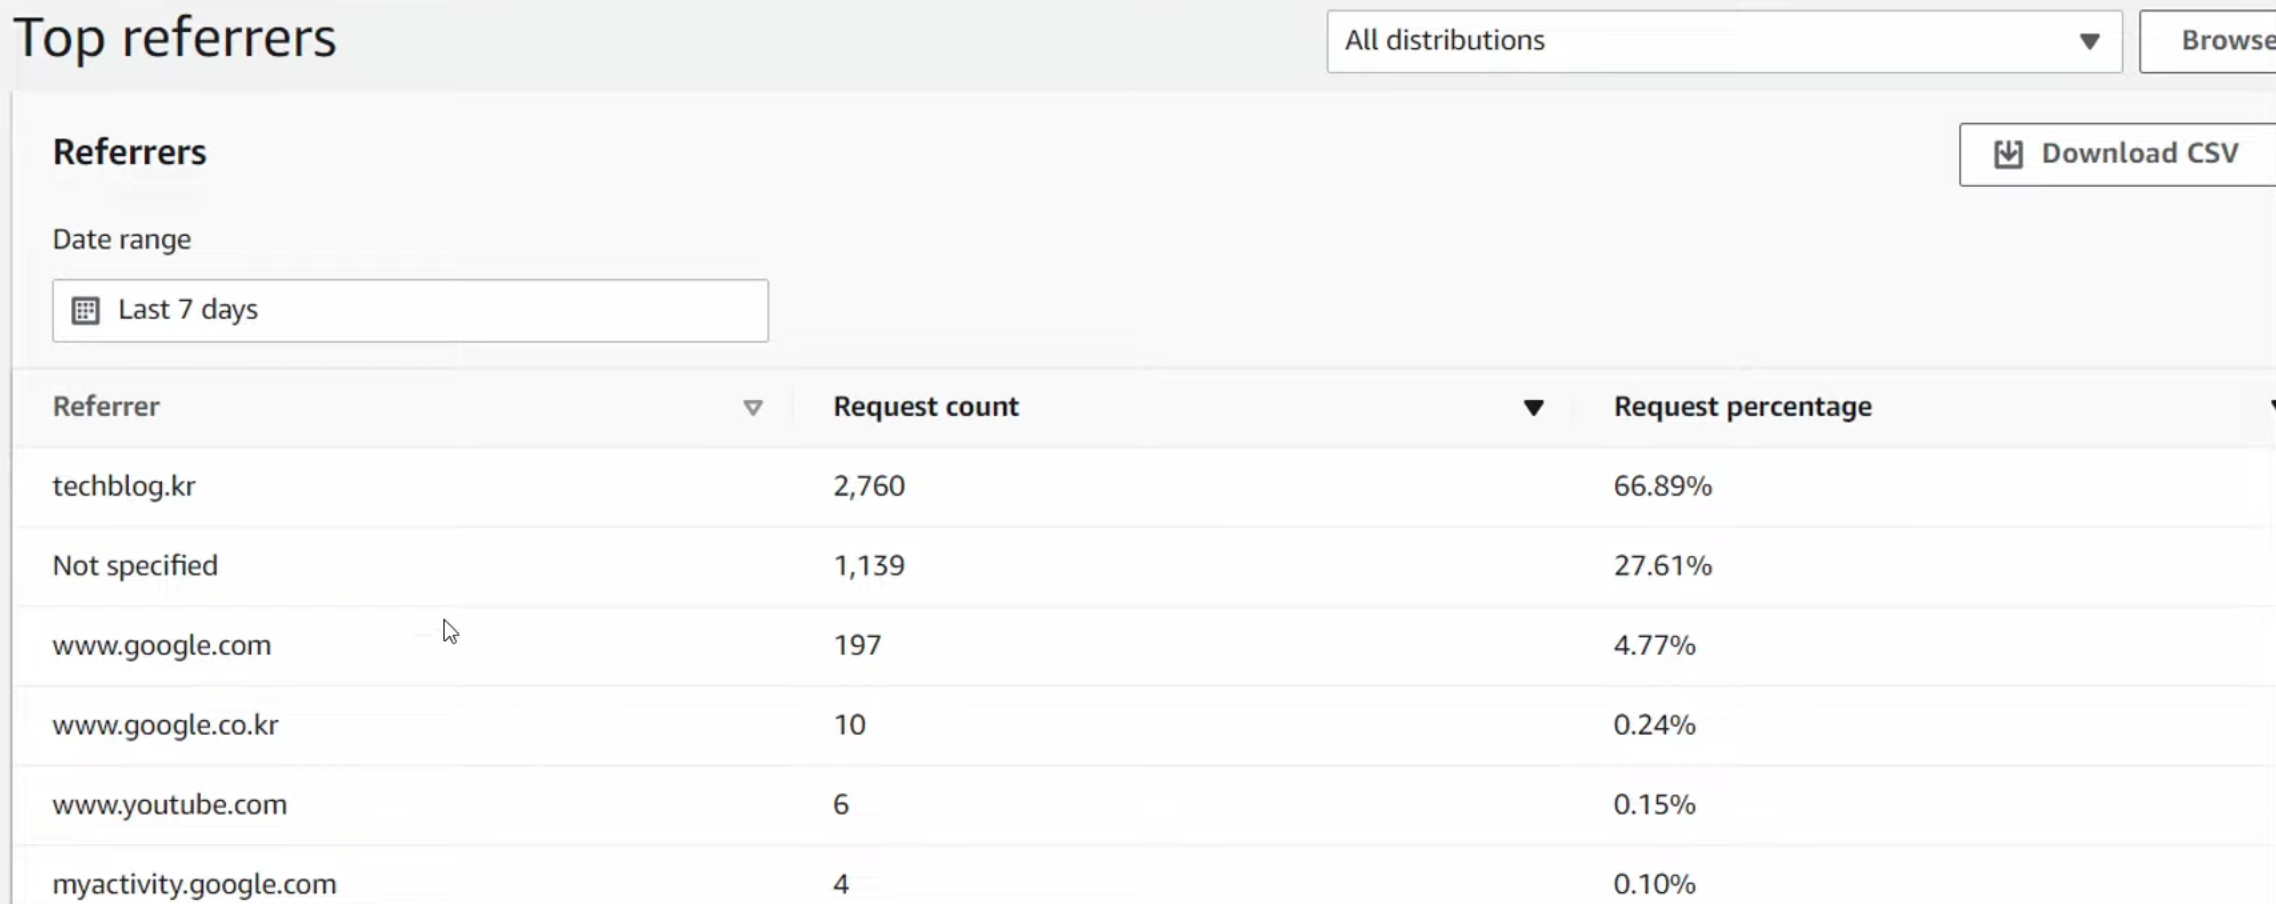 Top referrers
All distributions
Browse
Referrers
Download CSV
Date range
Last 7 days
Referrer Request count Request percentage
techblog.kr 2,760 66.89%
Not specified 1,139 27.61%
www.google.com 197 4.77%
www.google.co.kr 10 0.24%
www.youtube.com 6 0.15%
myactivity.google.com 4 0.10%